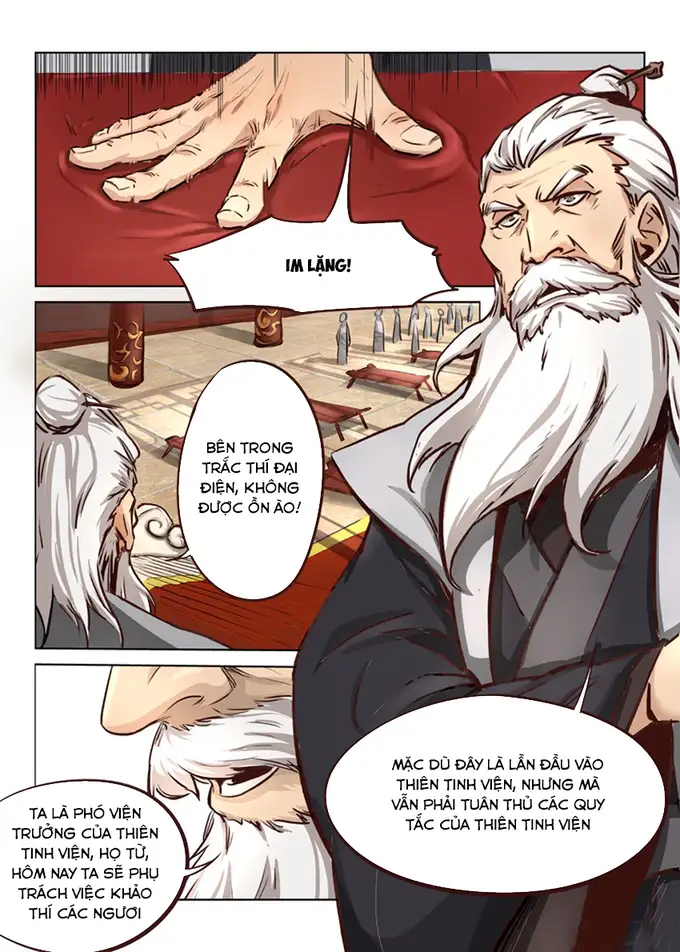 IM LẶNG!
BÊN TRONG
TRẮC THÍ ĐẠI
ĐIỆN, KHÔNG
ĐƯỢC ỒN ÀO!
MẶC DÙ ĐÂY LÀ LẦN ĐẦU VÀO
THIÊN TINH VIỆN, NHƯNG MÀ
VẪN PHẢI TUÂN THỦ CÁC QUY
TẮC CỦA THIÊN TINH VIỆN
TA LÀ PHÓ VIỆN
TRƯỞNG CỦA THIÊN
TINH VIỆN, HỌ TỪ,
HÔM NAY TA SẼ PHỤ
TRÁCH VIỆC KHẢO
THÍ CÁC NGƯƠI